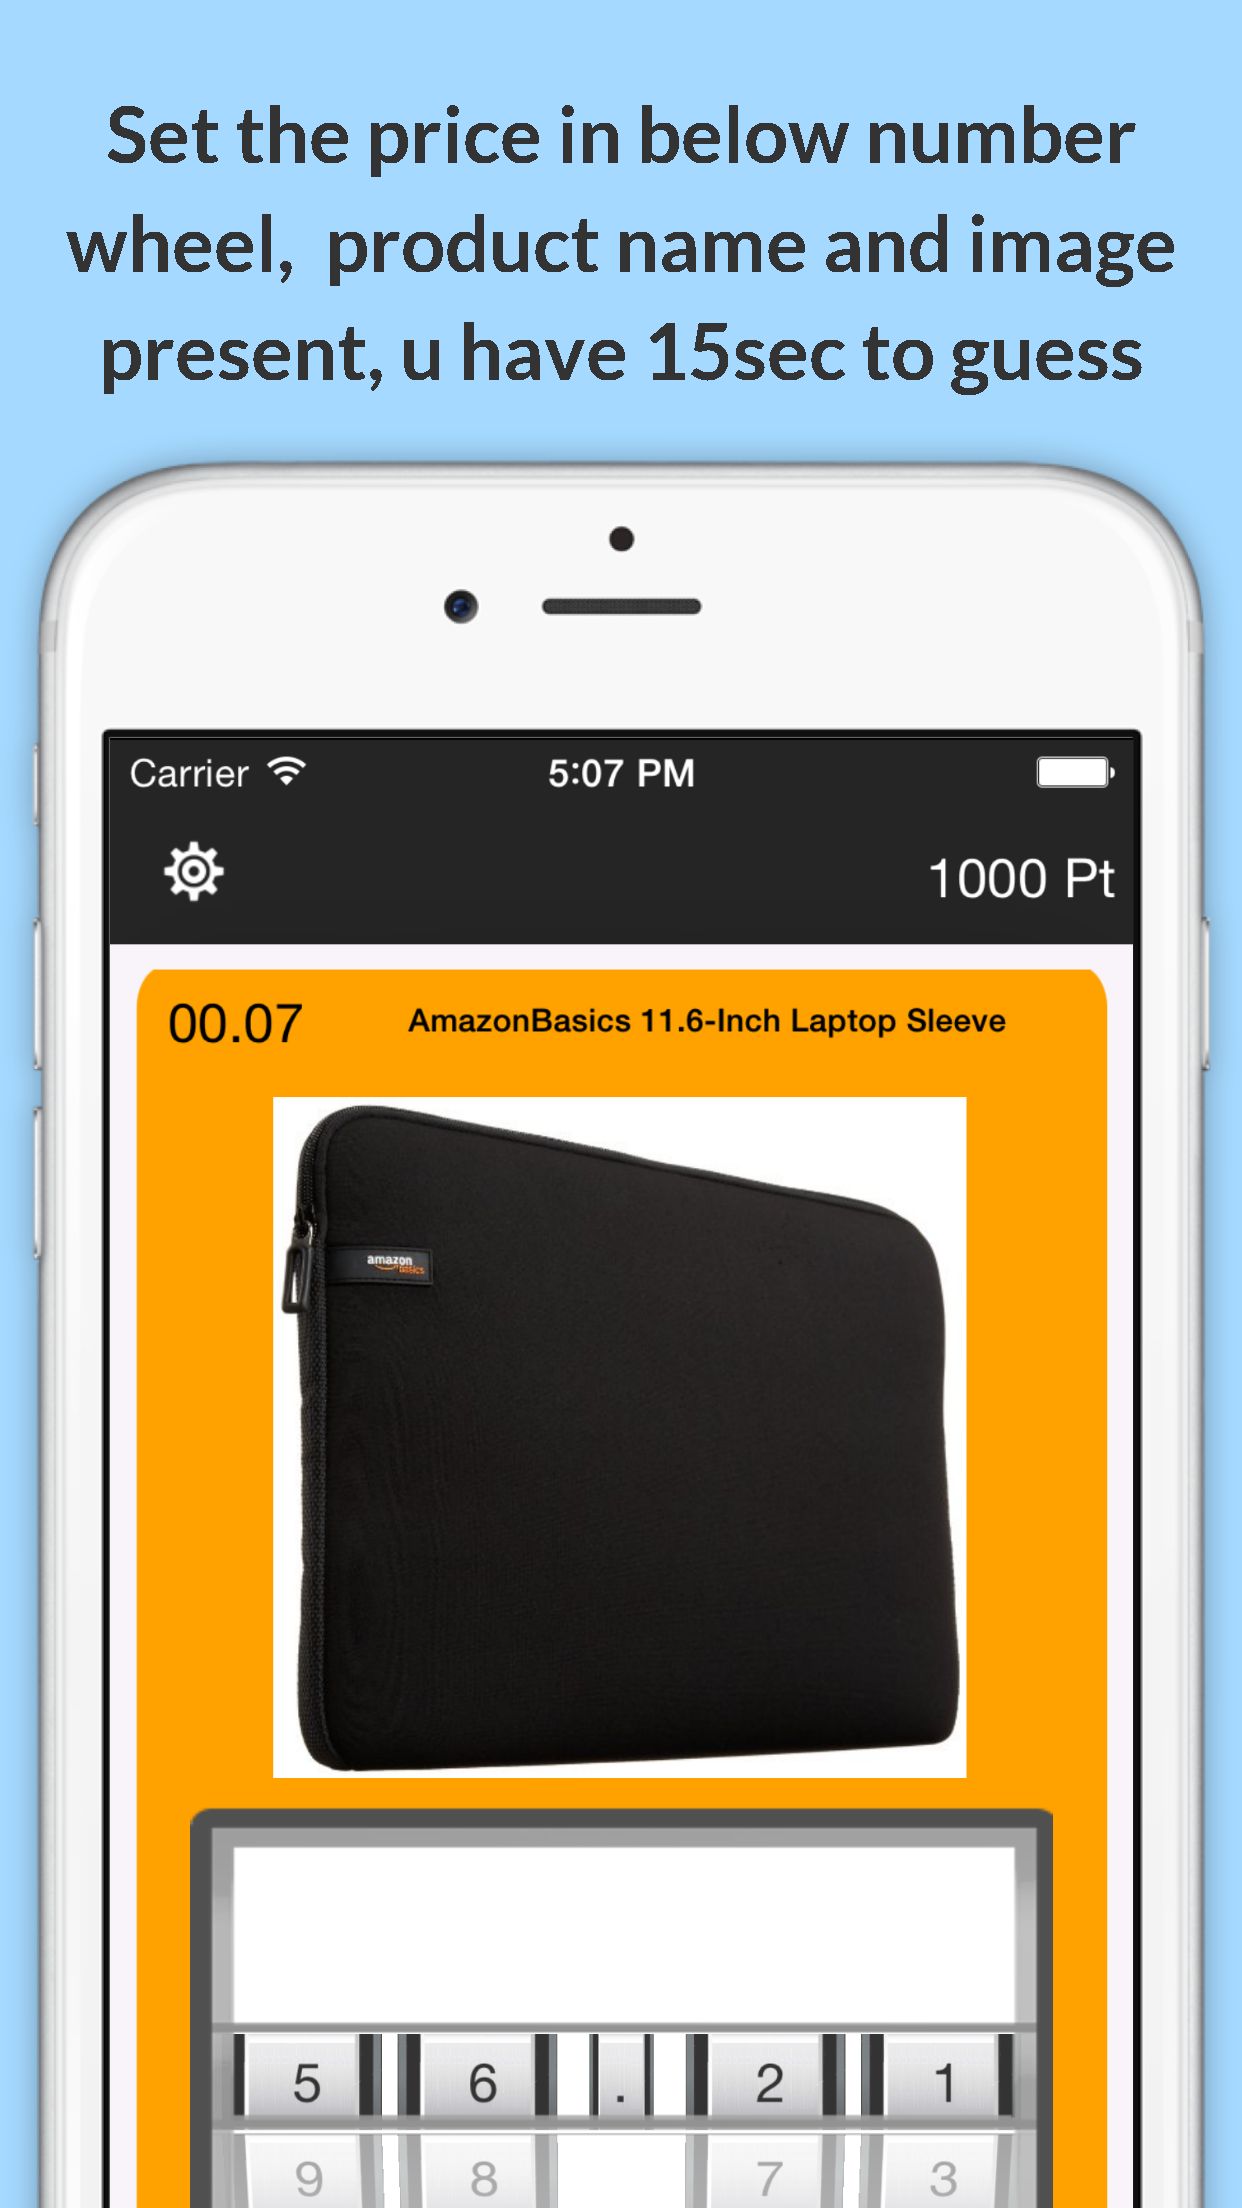 Set the price in below number
wheel,  product name and image
present, u have 15sec to guess
Carrier 5:07 PM
1000 Pt
00.07 AmazonBasics 11.6-Inch Laptop Sleeve
amazon
basics
5 6 . 2 1
9 8 7 3